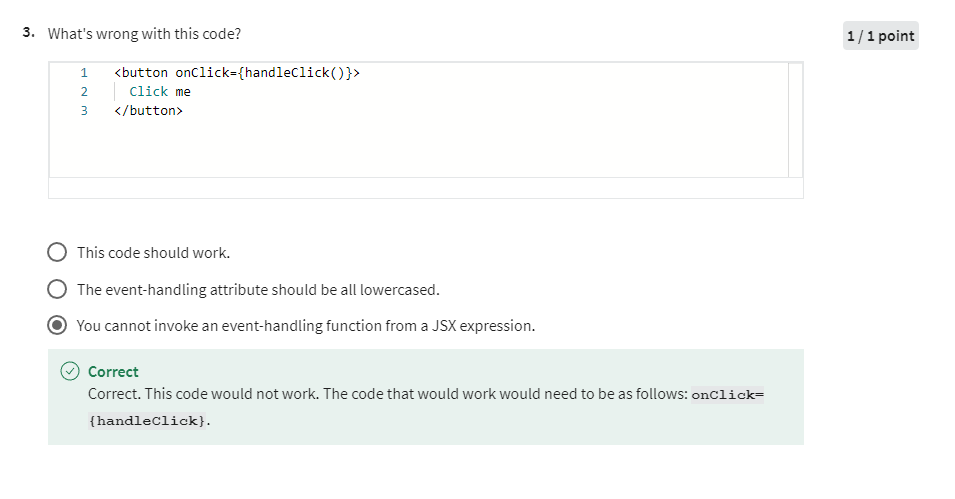 3. What's wrong with this code?
1 / 1 point
1 <button onClick={handleClick()}>
2 Click me
3 </button>
This code should work.
The event-handling attribute should be all lowercased.
You cannot invoke an event-handling function from a JSX expression.
Correct
Correct. This code would not work. The code that would work would need to be as follows: onClick=
{handleClick}.